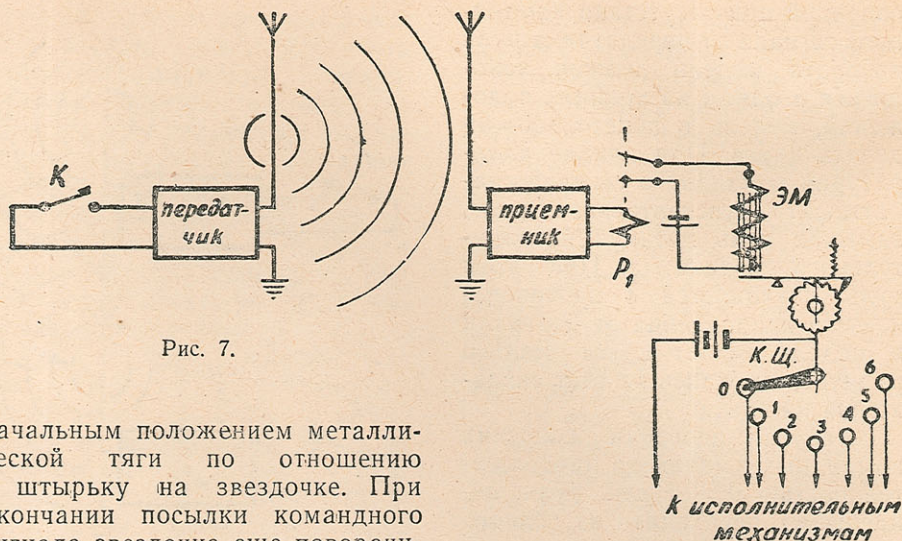 К
передат-
чик
прием-
ник
Р₁
ЭМ
Рис. 7.
К.Щ.
0
1
2
3
4
5
6
К исполнительным
механизмам
ачальным положением металли-
еской тяги по отношению
штырьку на звездочке. При
кончании посылки командного